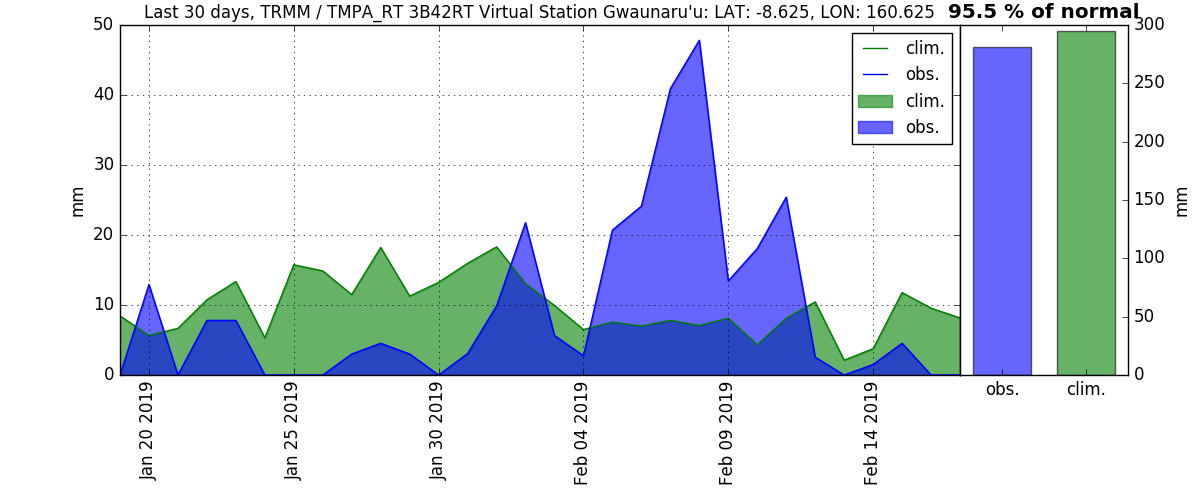 Last 30 days, TRMM / TMPA_RT 3B42RT Virtual Station Gwaunaru'u: LAT: -8.625, LON: 160.625
95.5 % of normal
50
40
30
20
10
0
mm
clim.
obs.
clim.
obs.
300
250
200
150
100
50
0
mm
obs.
clim.
Jan 20 2019
Jan 25 2019
Jan 30 2019
Feb 04 2019
Feb 09 2019
Feb 14 2019